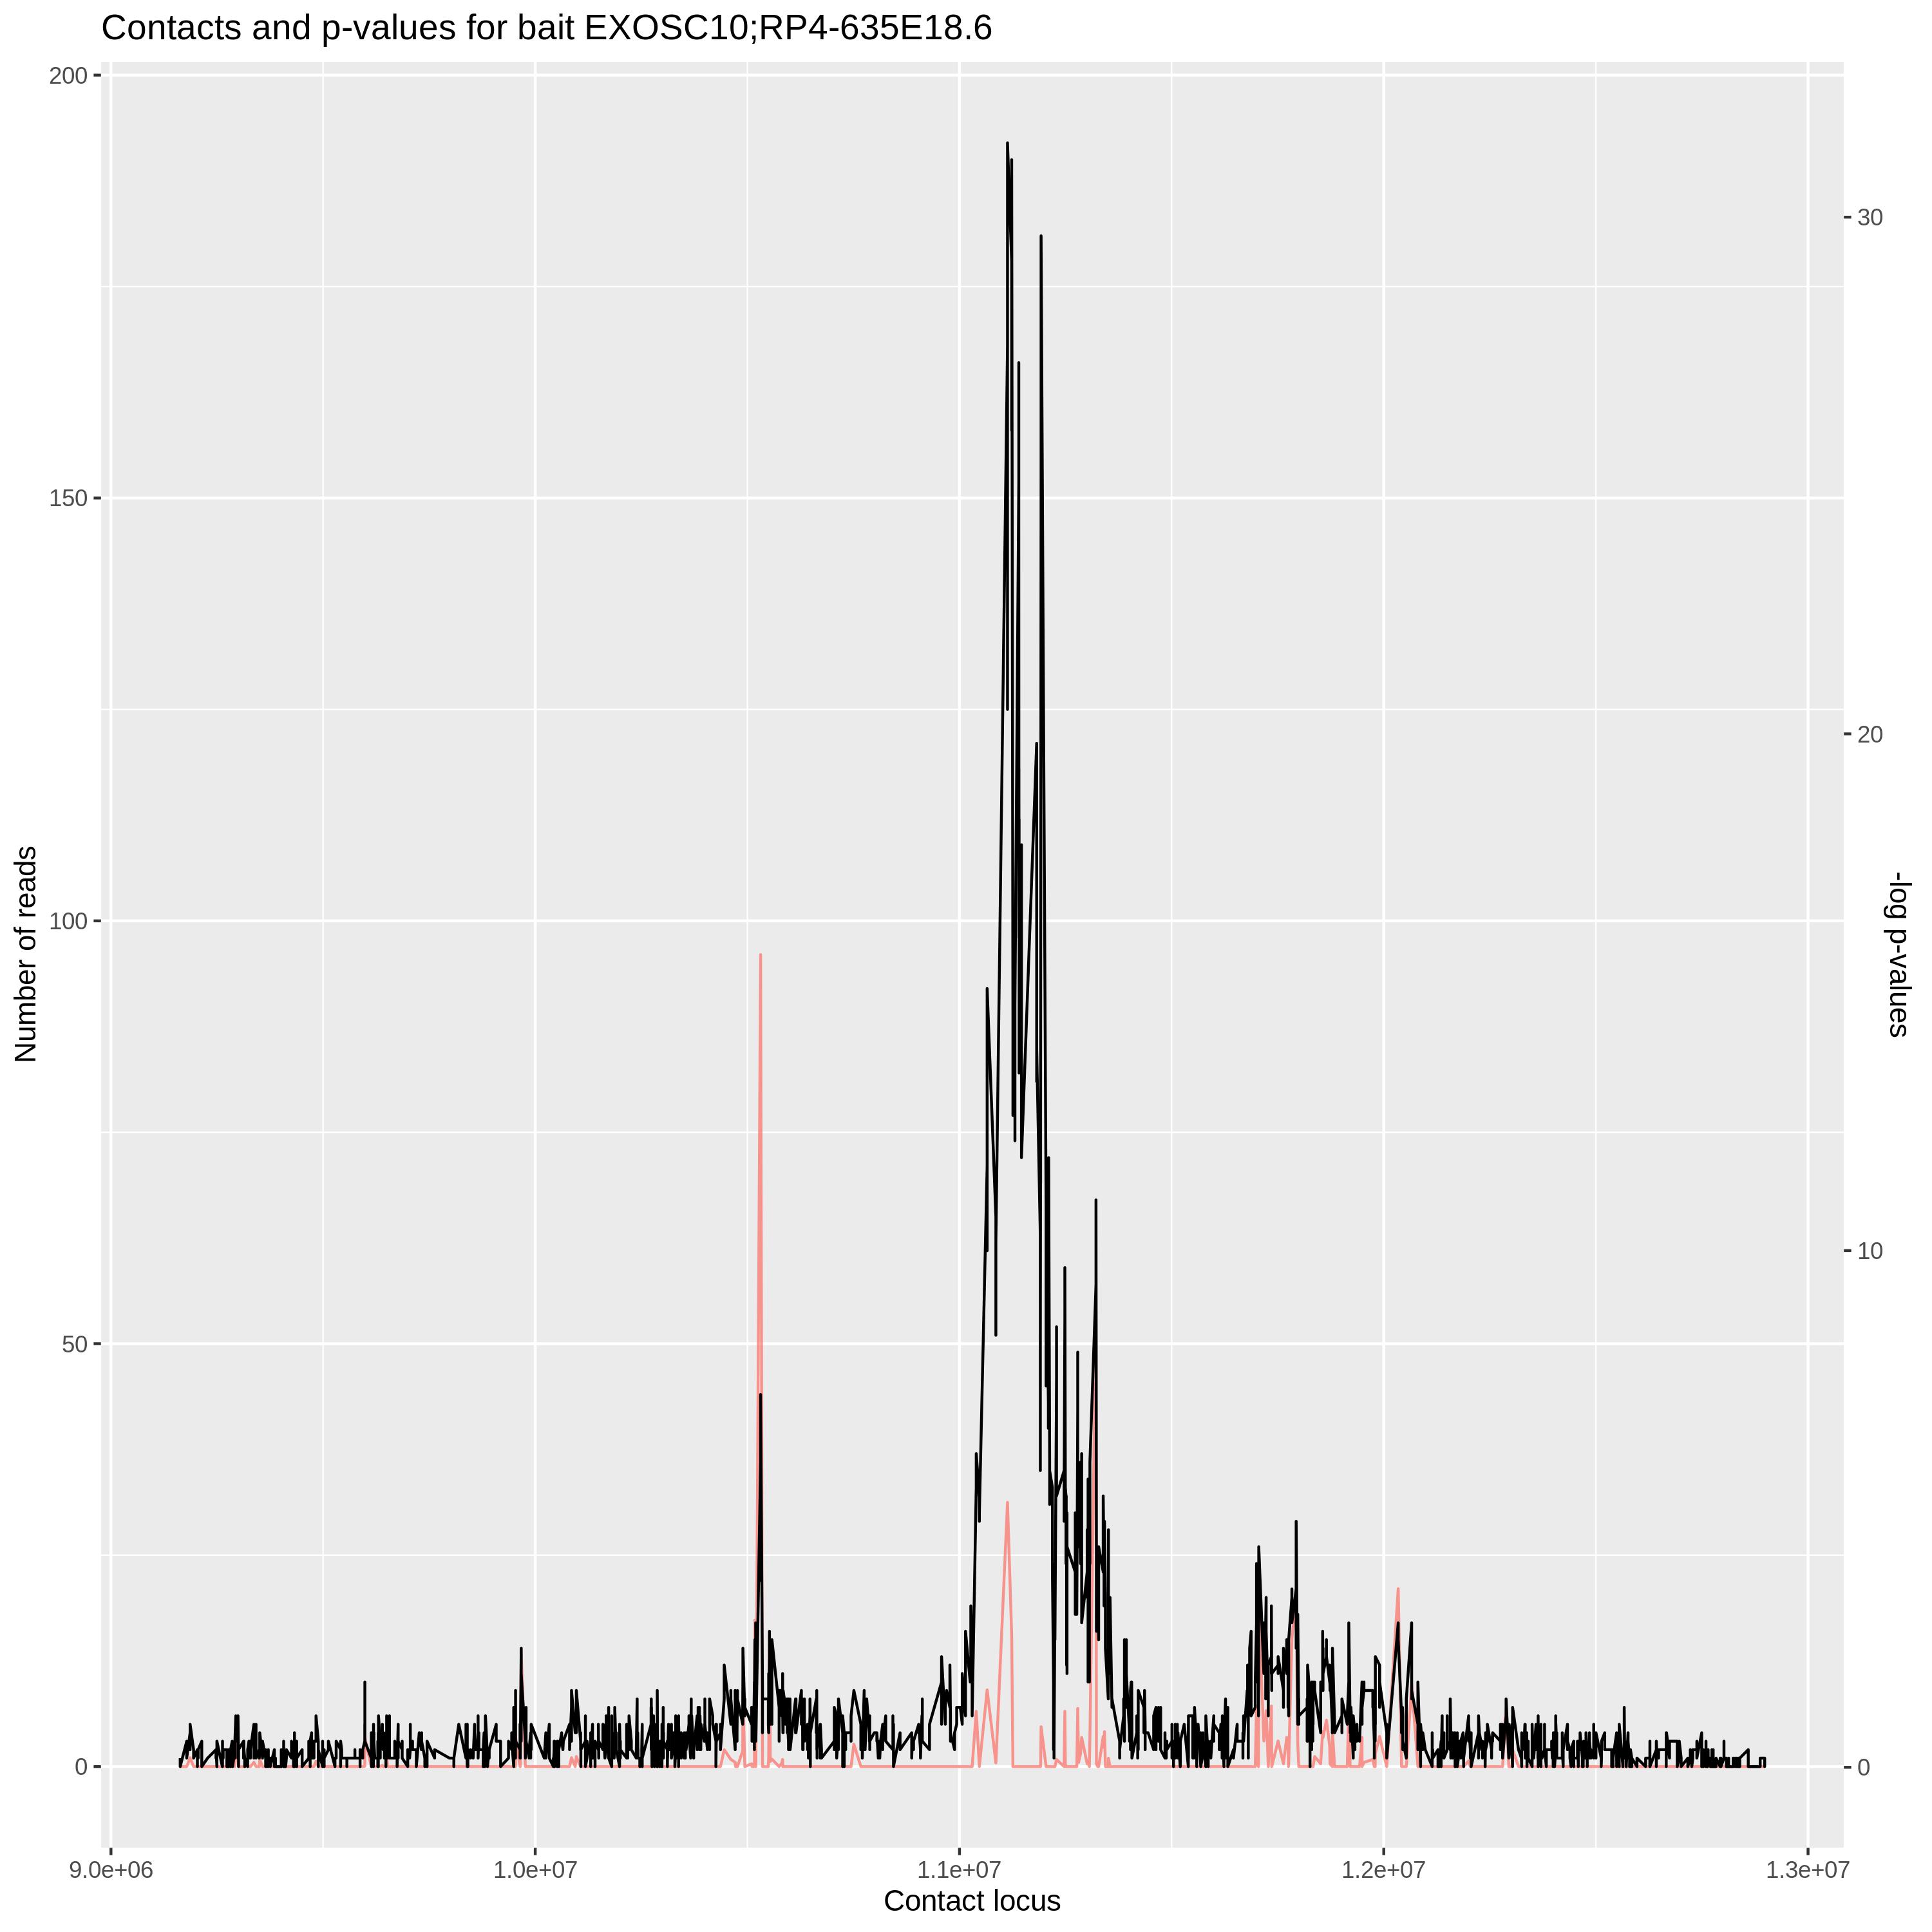 Contacts and p-values for bait EXOSC10;RP4-635E18.6
200
150
100
50
0
Number of reads
30
20
10
0
-log p-values
9.0e+06
1.0e+07
1.1e+07
1.2e+07
1.3e+07
Contact locus